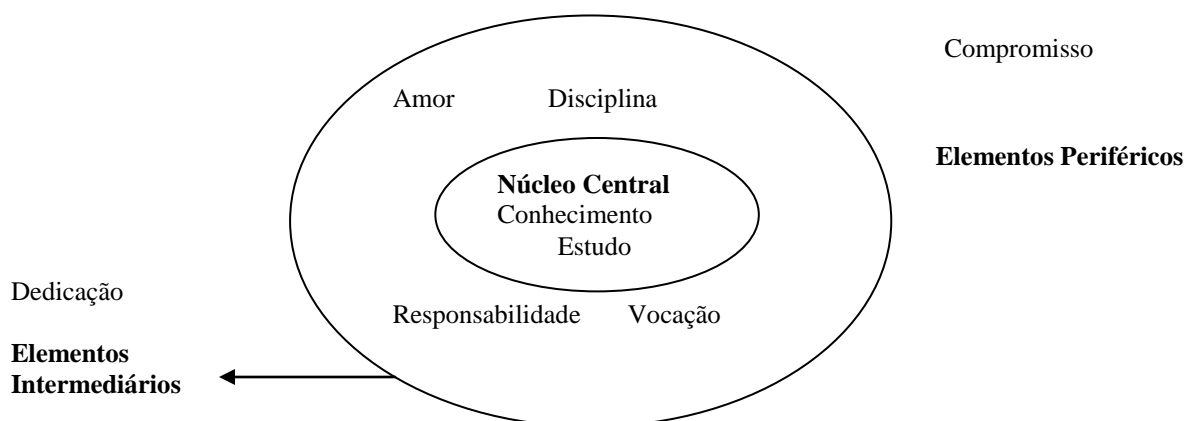 Compromisso
Amor Disciplina
Elementos Periféricos
Núcleo Central
Conhecimento
Estudo
Dedicação
Responsabilidade Vocação
Elementos
Intermediários